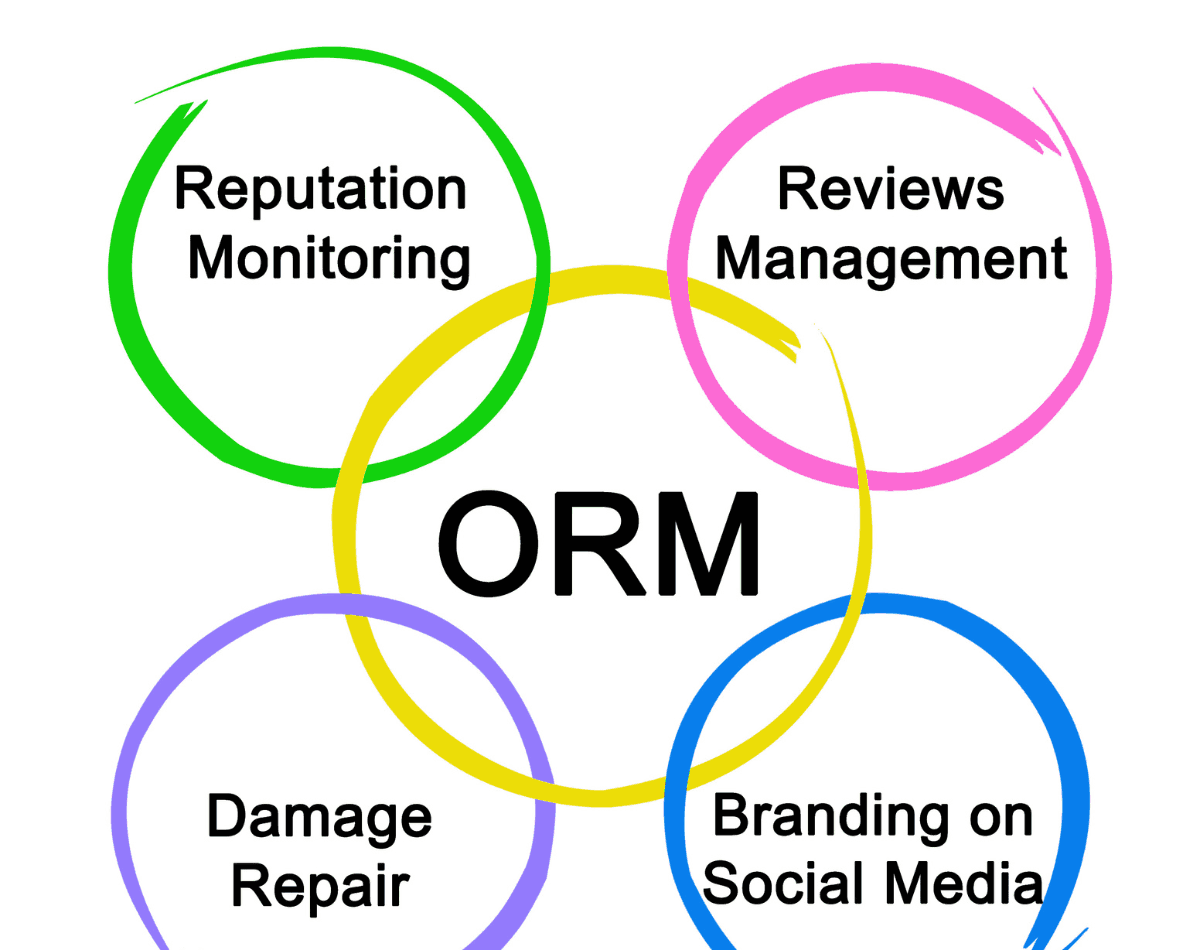 Reputation
Monitoring
Reviews
Management
ORM
Damage
Repair
Branding on
Social Media